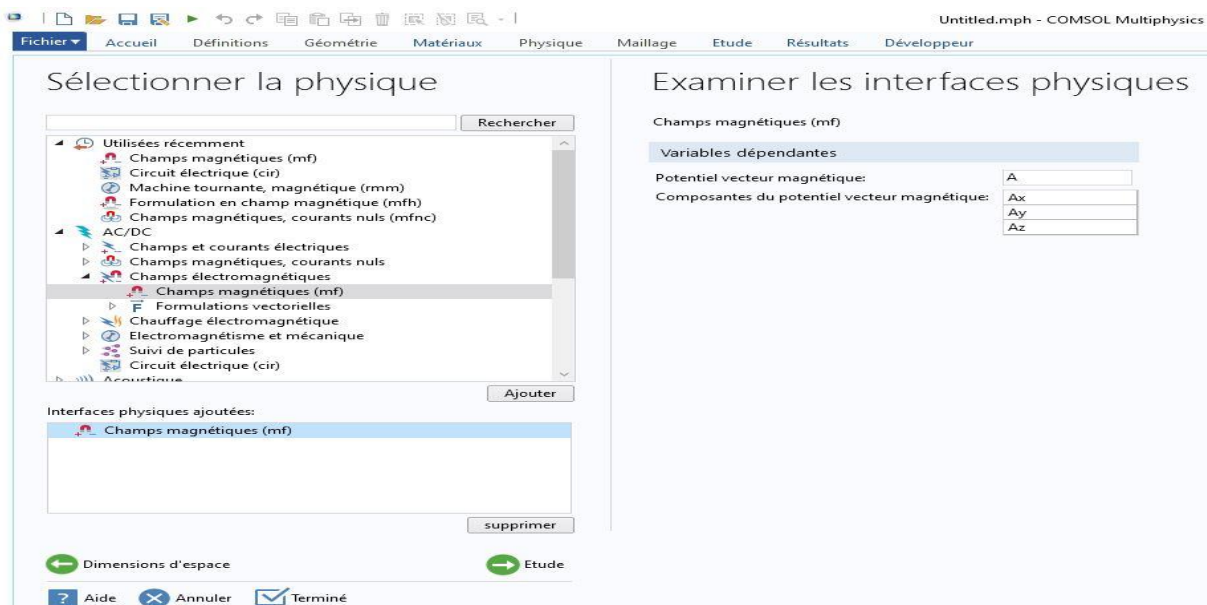 Untitled.mph - COMSOL Multiphysics
Fichier Accueil Définitions Géométrie Matériaux Physique Maillage Etude Résultats Développeur
Sélectionner la physique
Rechercher
Utilisées récemment
Champs magnétiques (mf)
Circuit électrique (cir)
Machine tournante, magnétique (rmm)
Formulation en champ magnétique (mfh)
Champs magnétiques, courants nuls (mfnc)
AC/DC
Champs et courants électriques
Champs magnétiques, courants nuls
Champs électromagnétiques
Champs magnétiques (mf)
Formulations vectorielles
Chauffage électromagnétique
Electromagnétisme et mécanique
Suivi de particules
Circuit électrique (cir)
Acoustique
Ajouter
Interfaces physiques ajoutées:
Champs magnétiques (mf)
supprimer
Dimensions d'espace
Etude
Aide Annuler Terminé
Examiner les interfaces physiques
Champs magnétiques (mf)
Variables dépendantes
Potentiel vecteur magnétique: A
Composantes du potentiel vecteur magnétique: Ax
Ay
Az